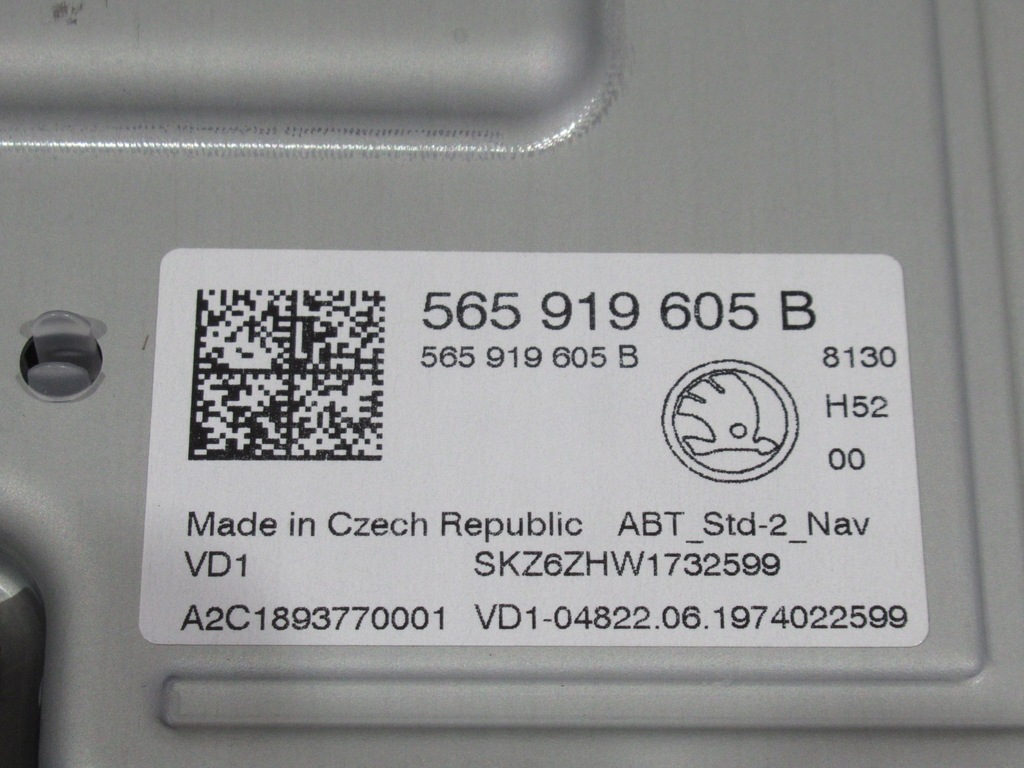 565 919 605 B
565 919 605 B 8130
H52
00
Made in Czech Republic ABT_Std-2_Nav
VD1 SKZ6ZHW1732599
A2C1893770001 VD1-04822.06.1974022599